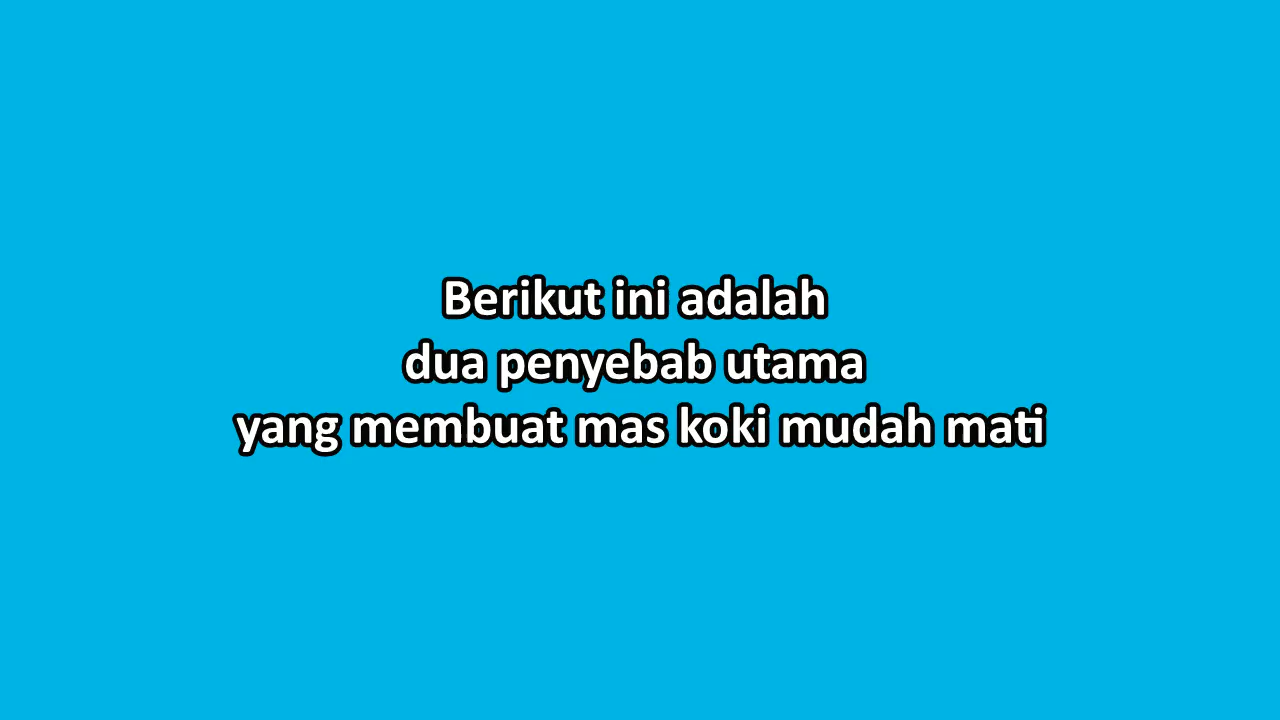 Berikut ini adalah
dua penyebab utama
yang membuat mas koki mudah mati